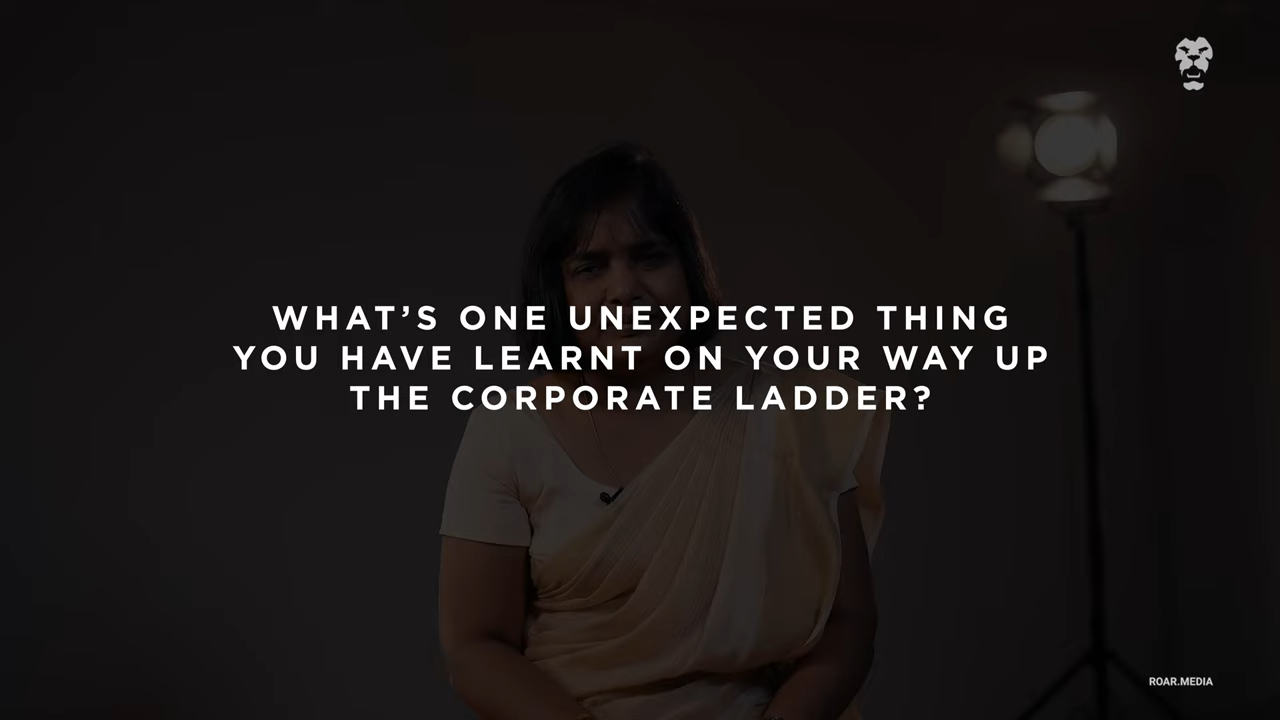 WHAT’S ONE UNEXPECTED THING
YOU HAVE LEARNT ON YOUR WAY UP
THE CORPORATE LADDER?
ROAR.MEDIA